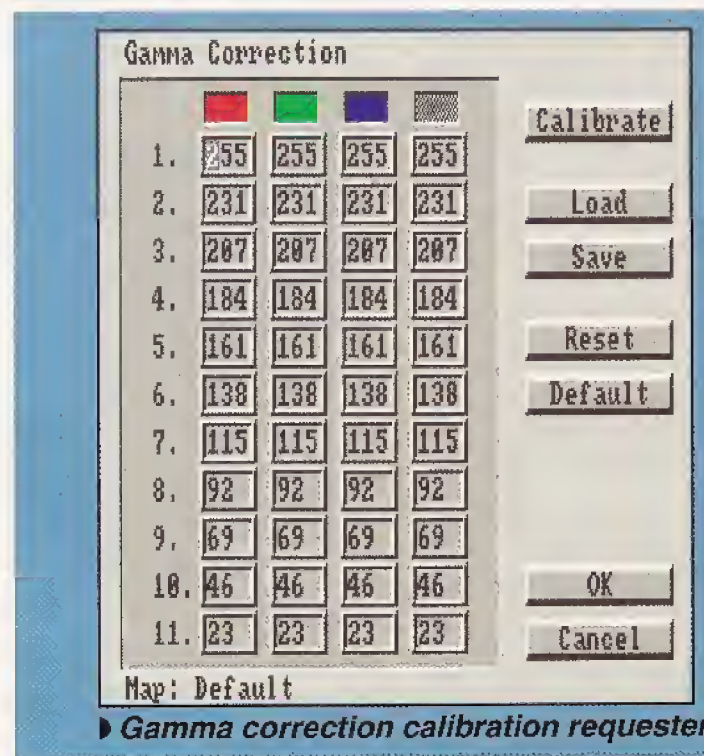 Gamma Correction
Calibrate
1. 255 255 255 255
2. 231 231 231 231
Load
3. 207 207 207 207
Save
4. 184 184 184 184
5. 161 161 161 161
Reset
6. 138 138 138 138
Default
7. 115 115 115 115
8. 92 92 92 92
9. 69 69 69 69
10. 46 46 46 46
OK
11. 23 23 23 23
Cancel
Map: Default
Gamma correction calibration requester